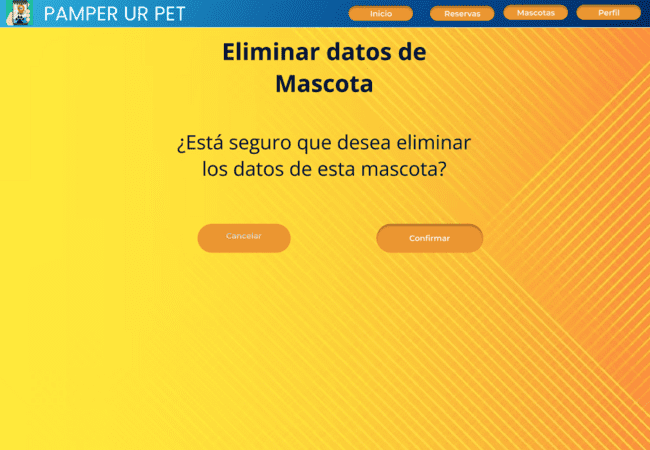 PAMPER UR PET
Inicio
Reservas
Mascotas
Perfil
Eliminar datos de
Mascota
¿Está seguro que desea eliminar
los datos de esta mascota?
Cancelar
Confirmar